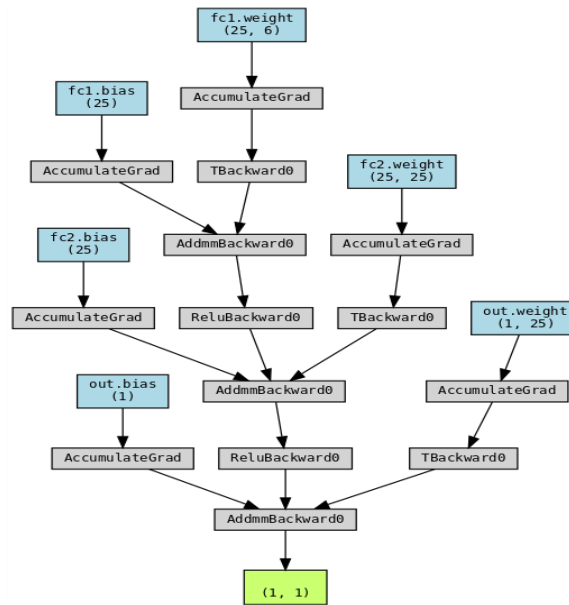 fc1.weight
(25, 6)
fc1.bias
(25)
AccumulateGrad
AccumulateGrad
TBackward0
fc2.weight
(25, 25)
fc2.bias
(25)
AddmmBackward0
AccumulateGrad
AccumulateGrad
ReluBackward0
TBackward0
out.weight
(1, 25)
out.bias
(1)
AddmmBackward0
AccumulateGrad
AccumulateGrad
ReluBackward0
TBackward0
AddmmBackward0
(1, 1)